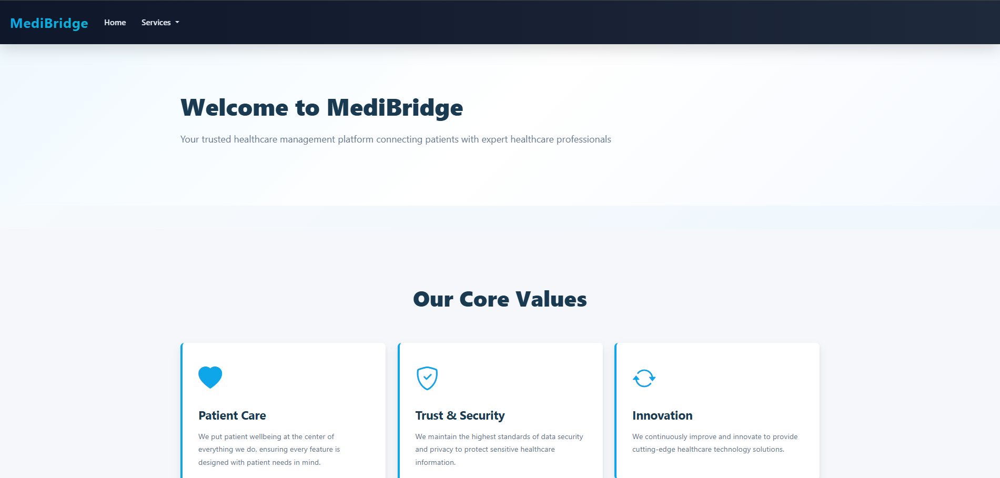 MediBridge Home Services
Welcome to MediBridge
Your trusted healthcare management platform connecting patients with expert healthcare professionals
Our Core Values
Patient Care
We put patient wellbeing at the center of
everything we do, ensuring every feature is
designed with patient needs in mind.
Trust & Security
We maintain the highest standards of data security
and privacy to protect sensitive healthcare
information.
Innovation
We continuously improve and innovate to provide
cutting-edge healthcare technology solutions.